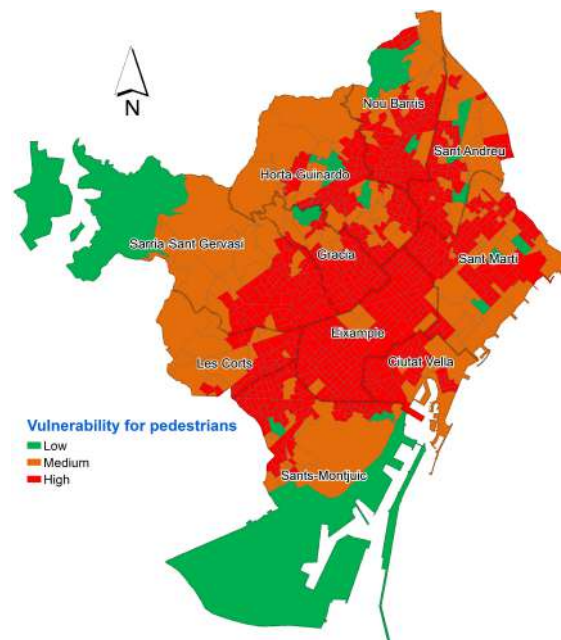 N
Nou Barris
Sant Andreu
Horta-Guinardo
Sarria Sant Gervasi
Gracia
Sant Marti
Eixample
Les Corts
Ciutat Vella
Vulnerability for pedestrians
Low
Medium
High
Sants-Montjuic